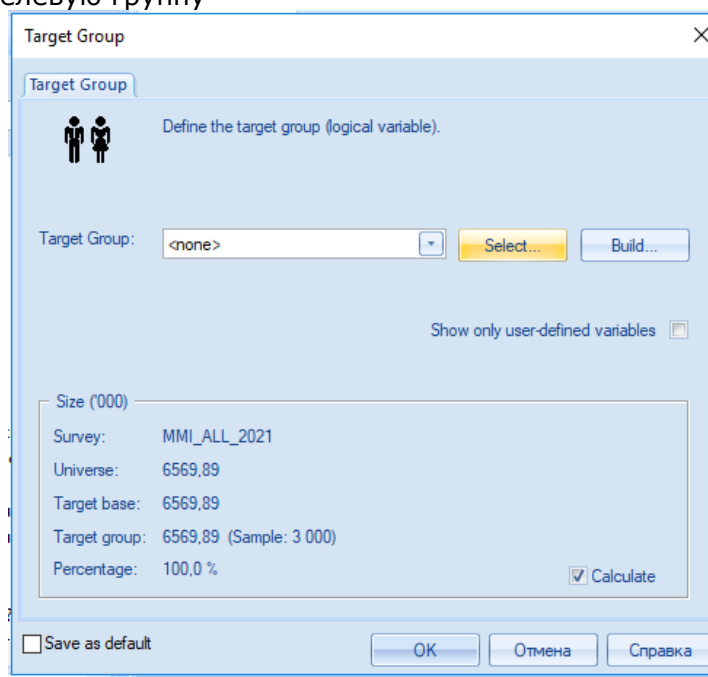 елевую группу
Target Group
Target Group
Define the target group (logical variable).
Target Group: <none> Select... Build...
Show only user-defined variables
Size ('000)
Survey: MMI_ALL_2021
Universe: 6569,89
Target base: 6569,89
Target group: 6569,89 (Sample: 3 000)
Percentage: 100,0 %
Calculate
Save as default
OK Отмена Справка